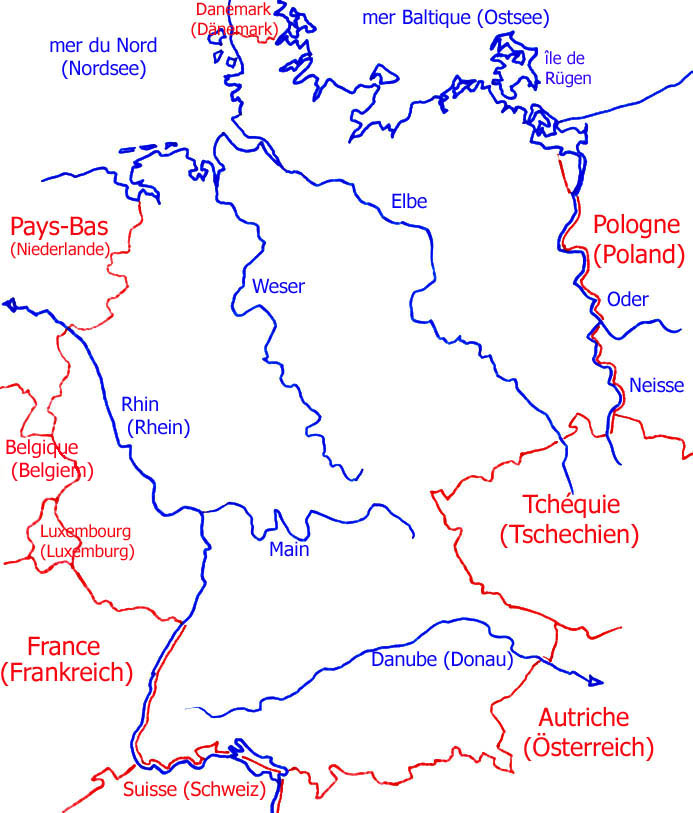 Danemark
(Dänemark)
mer Baltique (Ostsee)
mer du Nord
(Nordsee)
île de
Rügen
Elbe
Pays-Bas
(Niederlande)
Pologne
(Poland)
Weser
Oder
Neisse
Rhin
(Rhein)
Belgique
(Belgiem)
Tchéquie
(Tschechien)
Luxembourg
(Luxemburg)
Main
France
(Frankreich)
Danube (Donau)
Autriche
(Österreich)
Suisse (Schweiz)